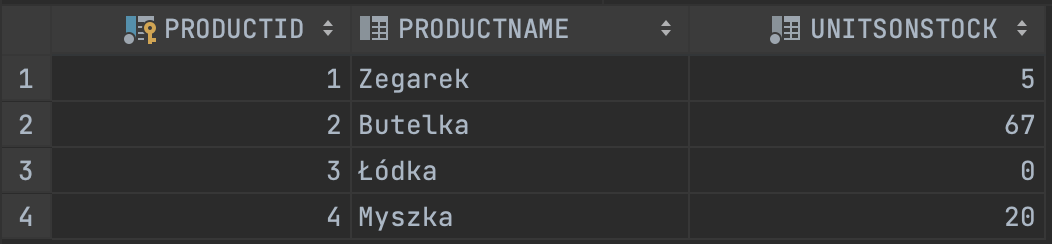 PRODUCTID PRODUCTNAME UNITSONSTOCK
1 1 Zegarek 5
2 2 Butelka 67
3 3 Łódka 0
4 4 Myszka 20